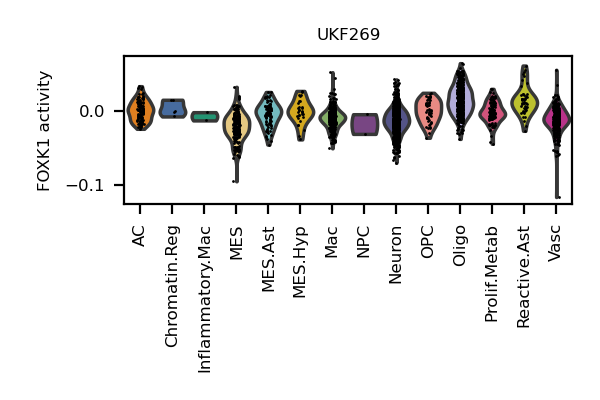 UKF269
FOXK1 activity
0.0
−0.1
AC
Chromatin.Reg
Inflammatory.Mac
MES
MES.Ast
MES.Hyp
Mac
NPC
Neuron
OPC
Oligo
Prolif.Metab
Reactive.Ast
Vasc